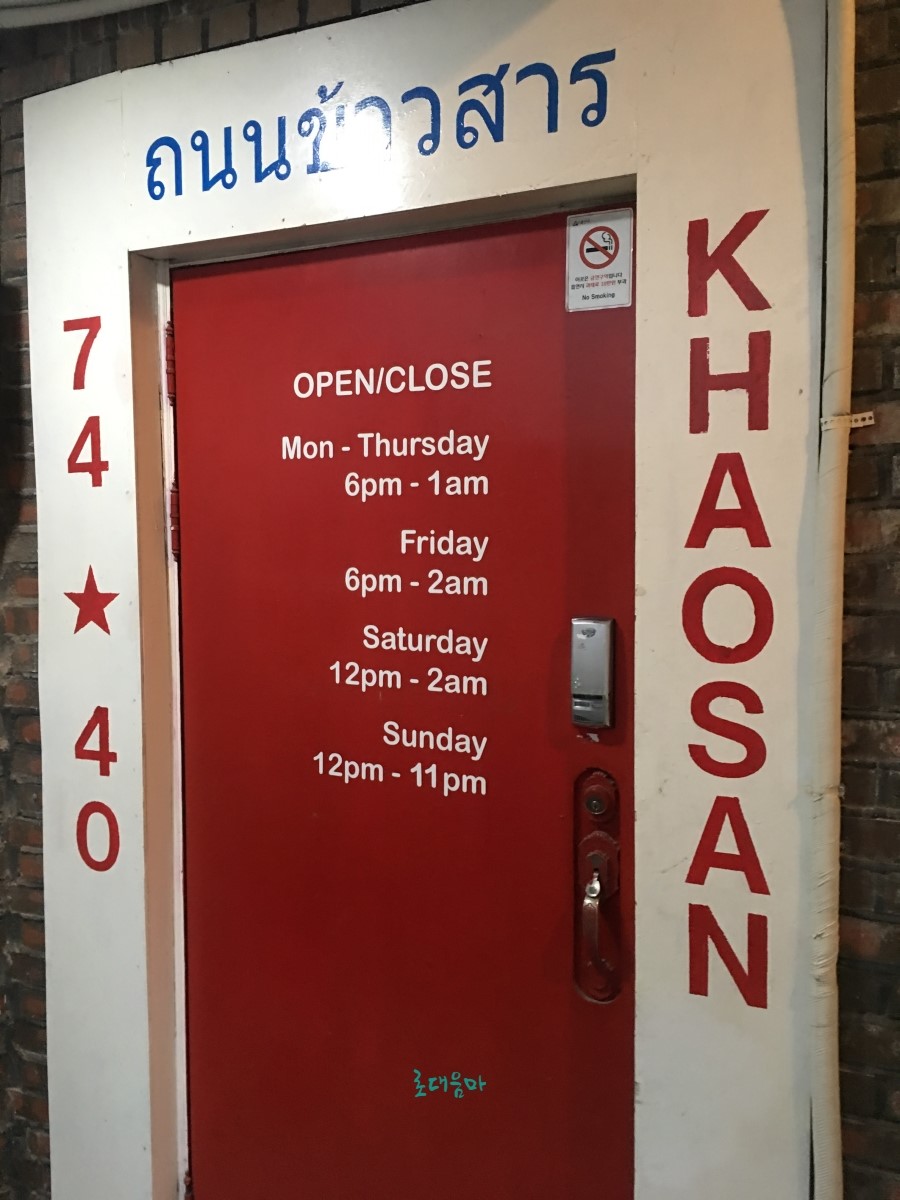 ถนนข้าวสาร
74 ★ 40
KHAOSAN
No Smoking
OPEN/CLOSE
Mon - Thursday
6pm - 1am
Friday
6pm - 2am
Saturday
12pm - 2am
Sunday
12pm - 11pm